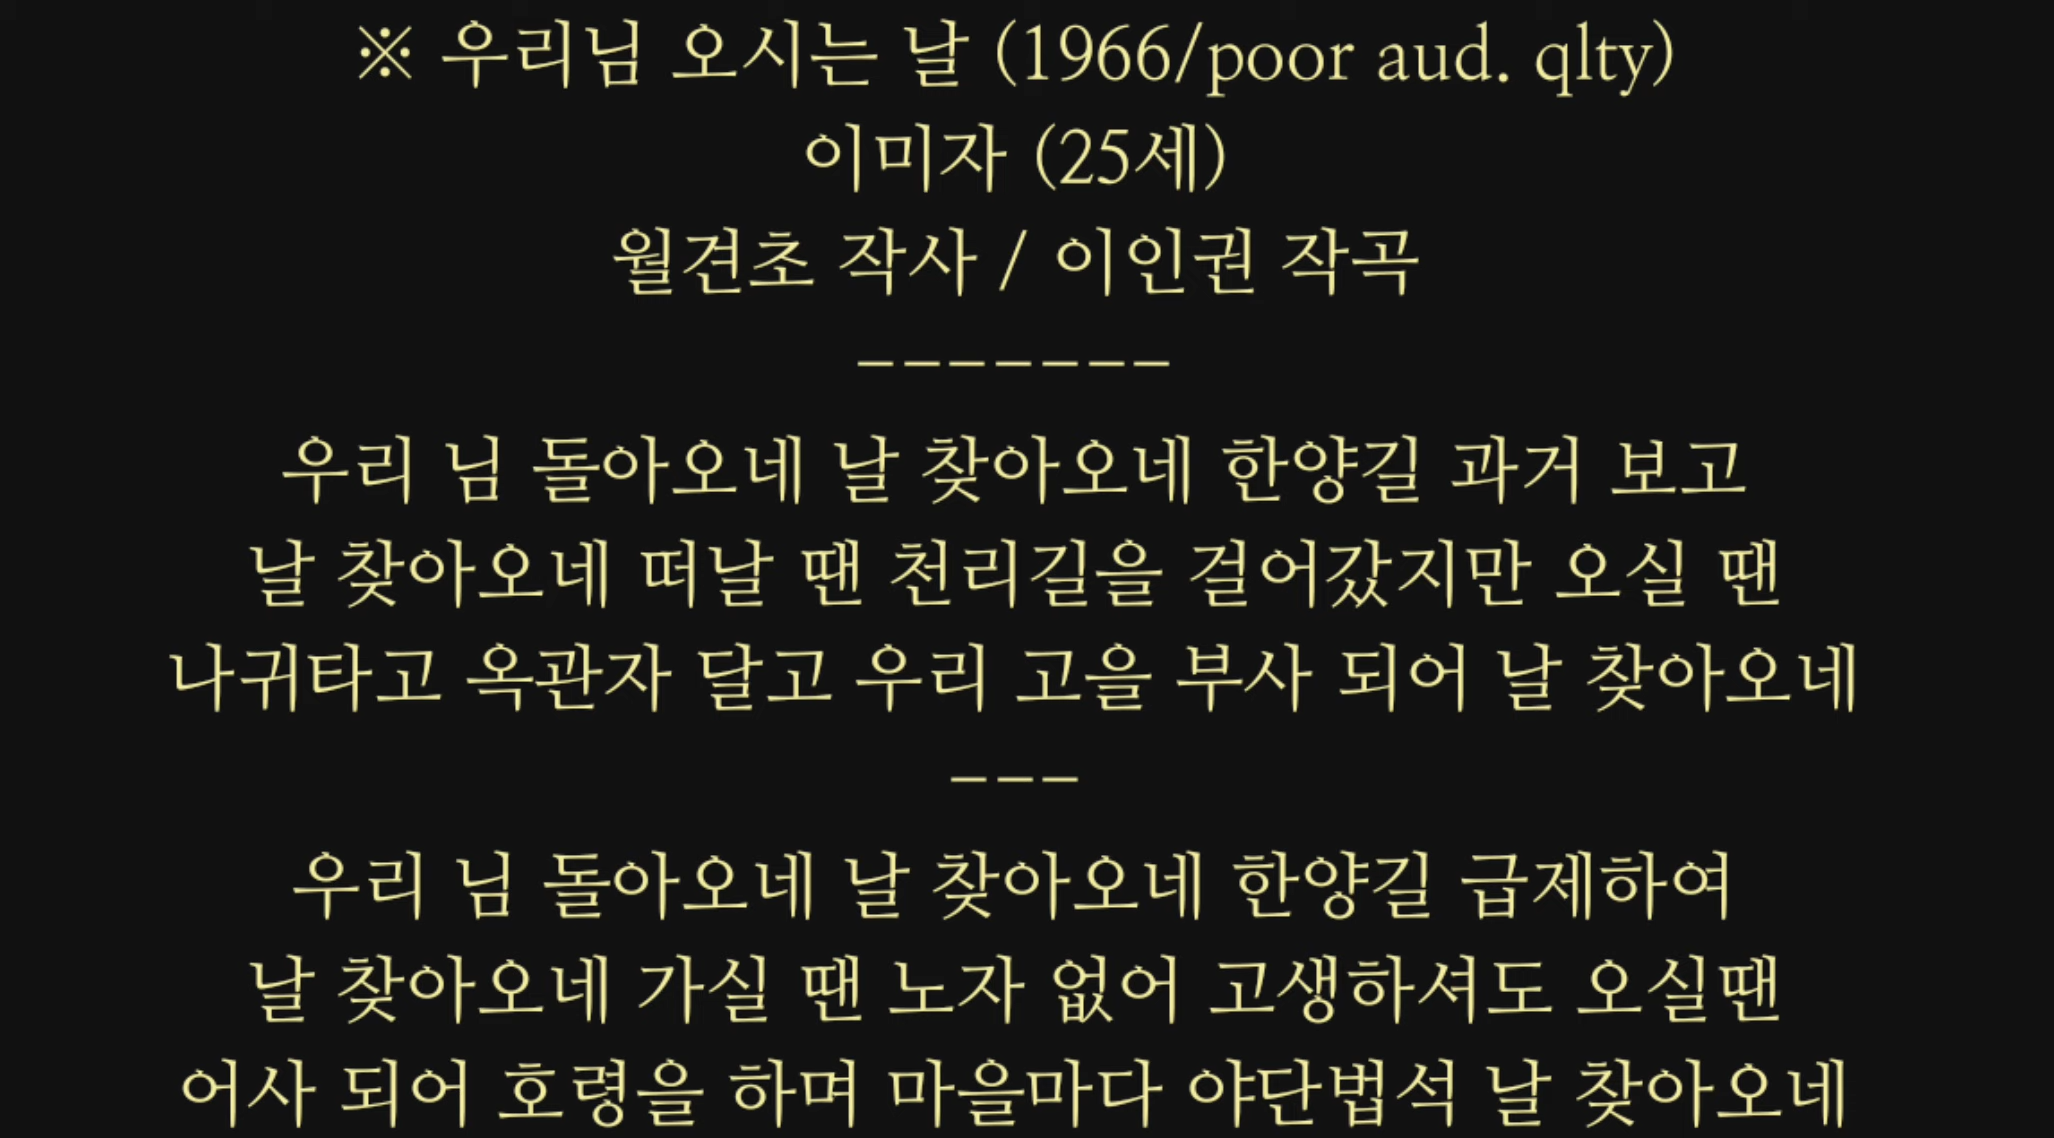 ※ 우리님 오시는 날 (1966/poor aud. qlty)
이미자 (25세)
월견초 작사 / 이인권 작곡
-------
우리 님 돌아오네 날 찾아오네 한양길 과거 보고
날 찾아오네 떠날 땐 천리길을 걸어갔지만 오실 땐
나귀타고 옥관자 달고 우리 고을 부사 되어 날 찾아오네
---
우리 님 돌아오네 날 찾아오네 한양길 급제하여
날 찾아오네 가실 땐 노자 없어 고생하셔도 오실땐
어사 되어 호령을 하며 마을마다 야단법석 날 찾아오네